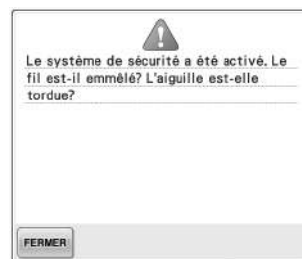 Le système de sécurité a été activé. Le
fil est-il emmêlé? L'aiguille est-elle
tordue?
FERMER